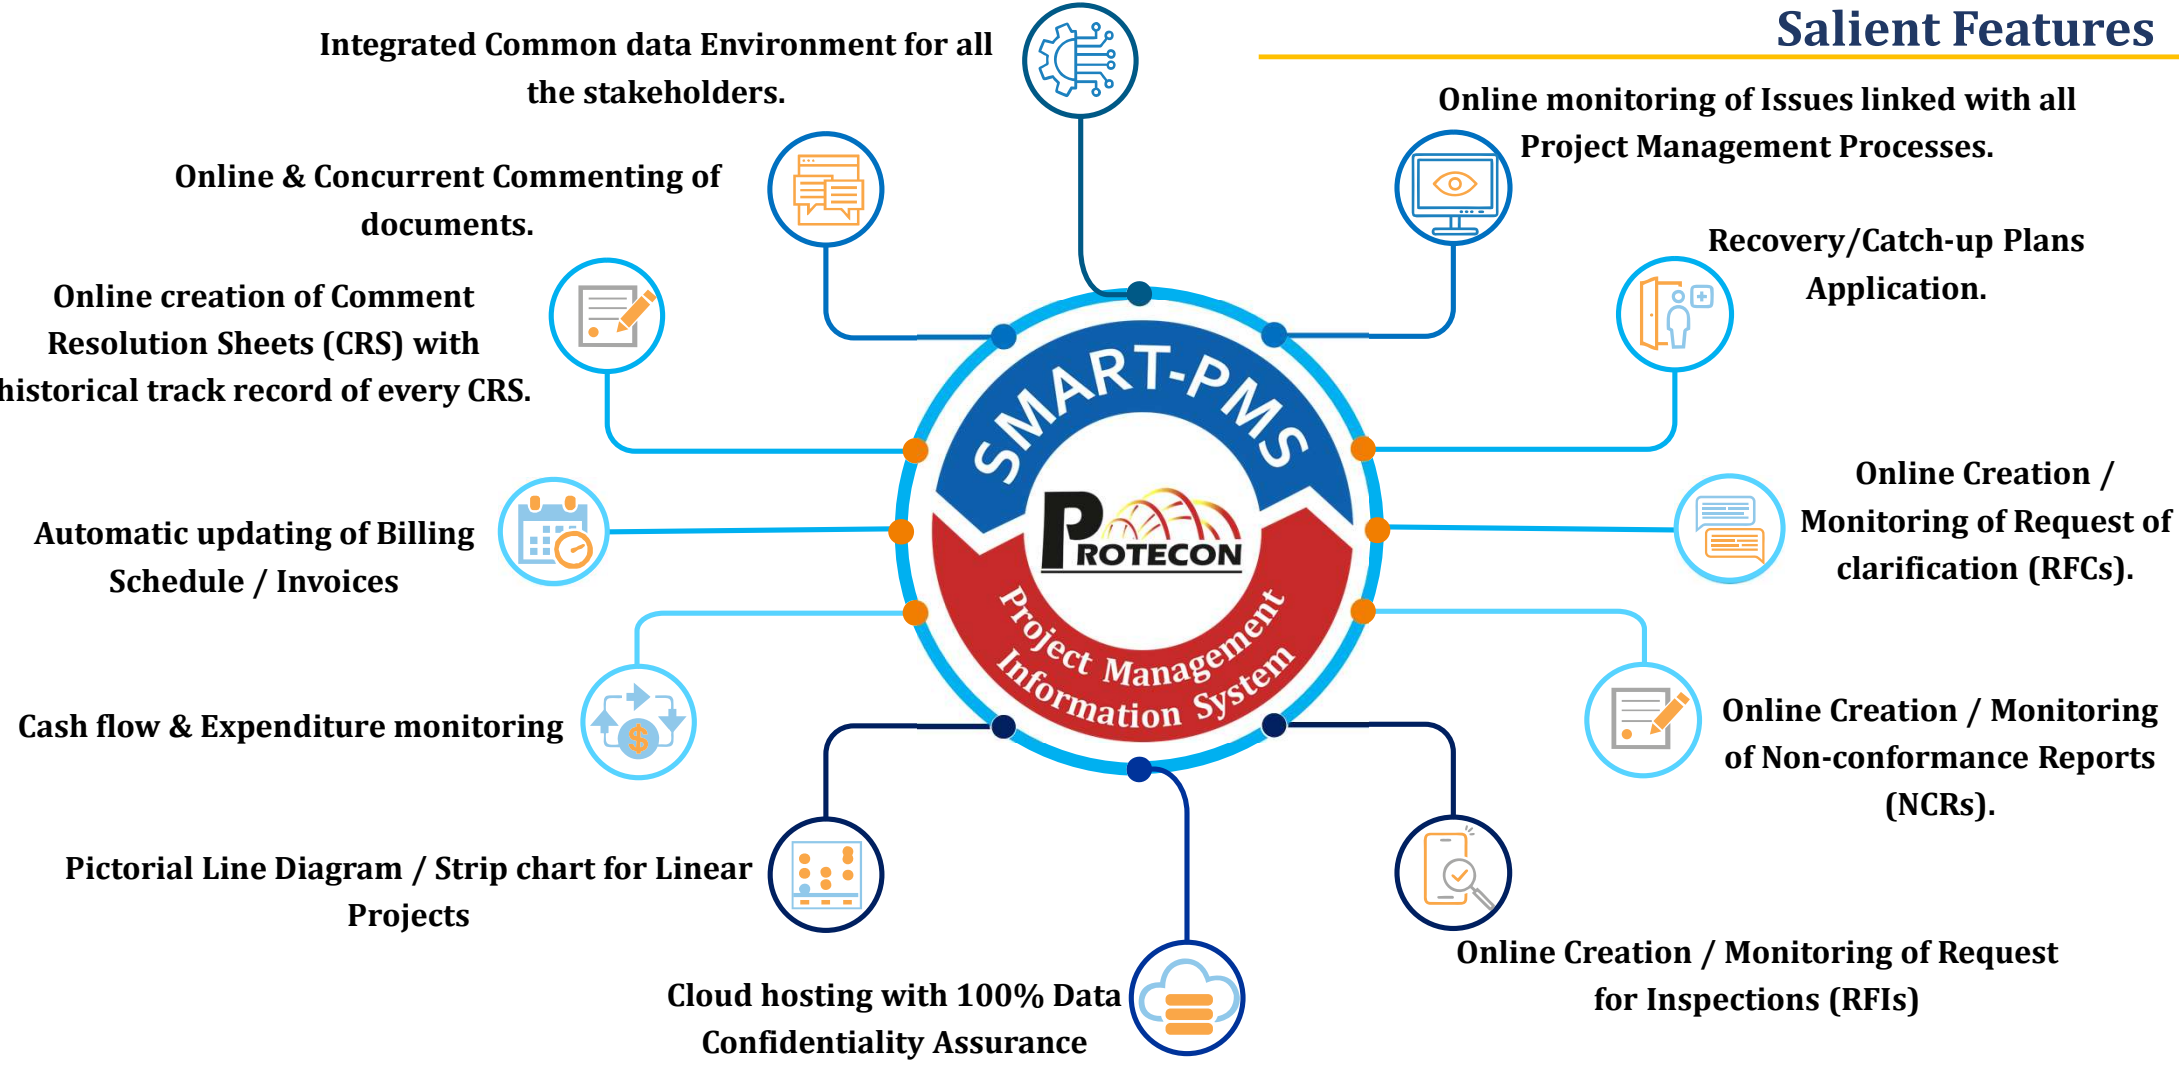 Salient Features
Integrated Common data Environment for all
the stakeholders.
Online & Concurrent Commenting of
documents.
Online creation of Comment
Resolution Sheets (CRS) with
historical track record of every CRS.
Automatic updating of Billing
Schedule / Invoices
Cash flow & Expenditure monitoring
Pictorial Line Diagram / Strip chart for Linear
Projects
Cloud hosting with 100% Data
Confidentiality Assurance
Online monitoring of Issues linked with all
Project Management Processes.
Recovery/Catch-up Plans
Application.
Online Creation /
Monitoring of Request of
clarification (RFCs).
Online Creation / Monitoring
of Non-conformance Reports
(NCRs).
Online Creation / Monitoring of Request
for Inspections (RFIs)
SMART-PMS
PROTECON
Project Management
Information System
$